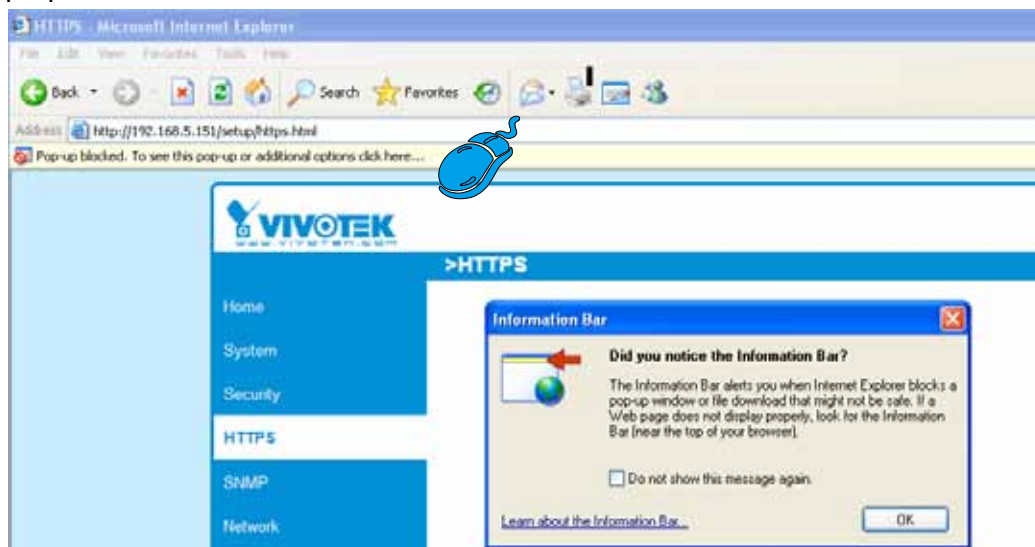 HTTPS - Microsoft Internet Explorer
File Edit View Favorites Tools Help
Back Search Favorites
Address http://192.168.5.151/setup/https.html
Pop-up blocked. To see this pop-up or additional options click here...
VIVOTEK
www.vivotek.com
>HTTPS
Home
System
Security
HTTPS
SNMP
Network
Information Bar
Did you notice the Information Bar?
The Information Bar alerts you when Internet Explorer blocks a
pop-up window or file download that might not be safe. If a
Web page does not display properly, look for the Information
Bar (near the top of your browser).
Do not show this message again.
Learn about the Information Bar...
OK